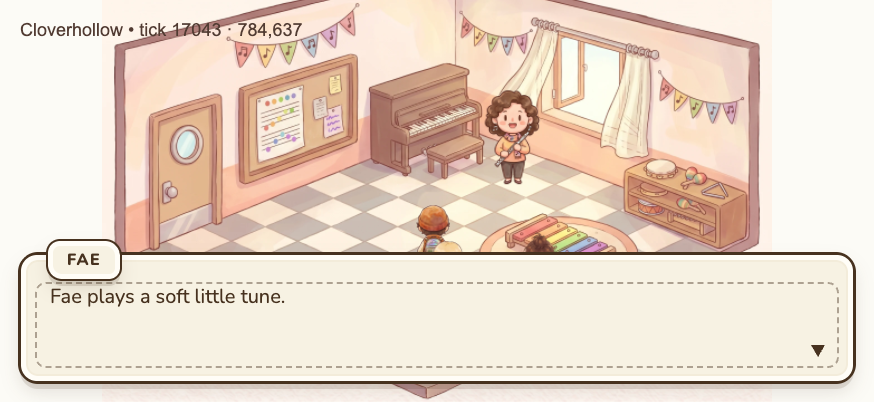 Cloverhollow • tick 17043 · 784,637
FAE
Fae plays a soft little tune.